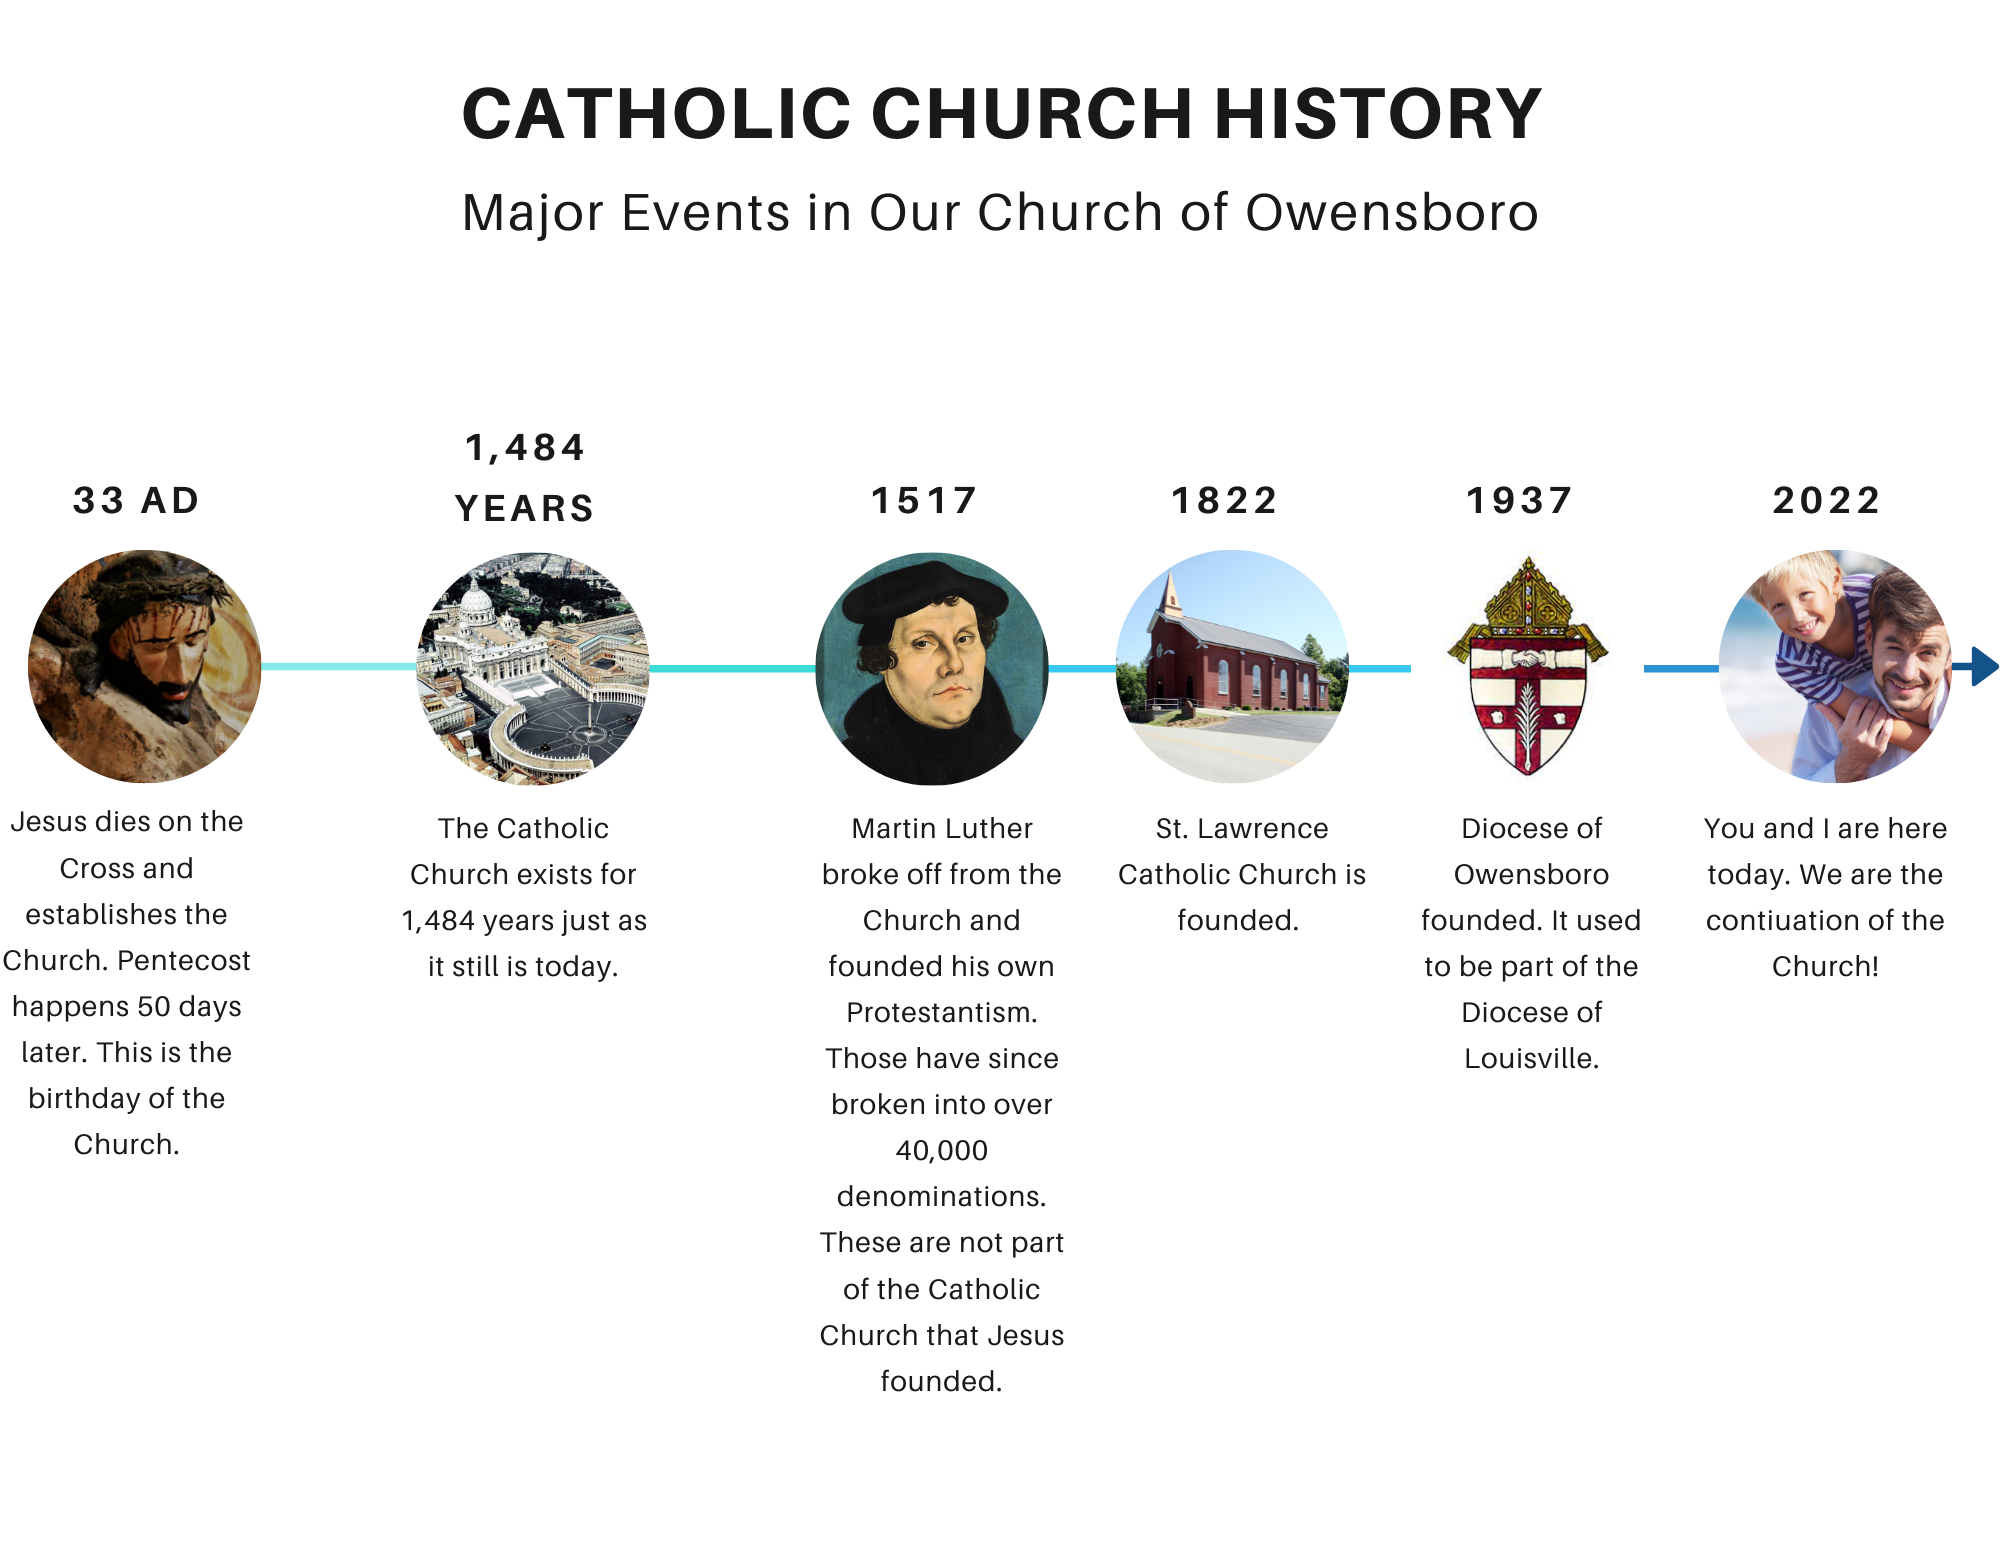 CATHOLIC CHURCH HISTORY
Major Events in Our Church of Owensboro
33 AD
Jesus dies on the
Cross and
establishes the
Church. Pentecost
happens 50 days
later. This is the
birthday of the
Church.
1,484
YEARS
The Catholic
Church exists for
1,484 years just as
it still is today.
1517
Martin Luther
broke off from the
Church and
founded his own
Protestantism.
Those have since
broken into over
40,000
denominations.
These are not part
of the Catholic
Church that Jesus
founded.
1822
St. Lawrence
Catholic Church is
founded.
1937
Diocese of
Owensboro
founded. It used
to be part of the
Diocese of
Louisville.
2022
You and I are here
today. We are the
contiuation of the
Church!